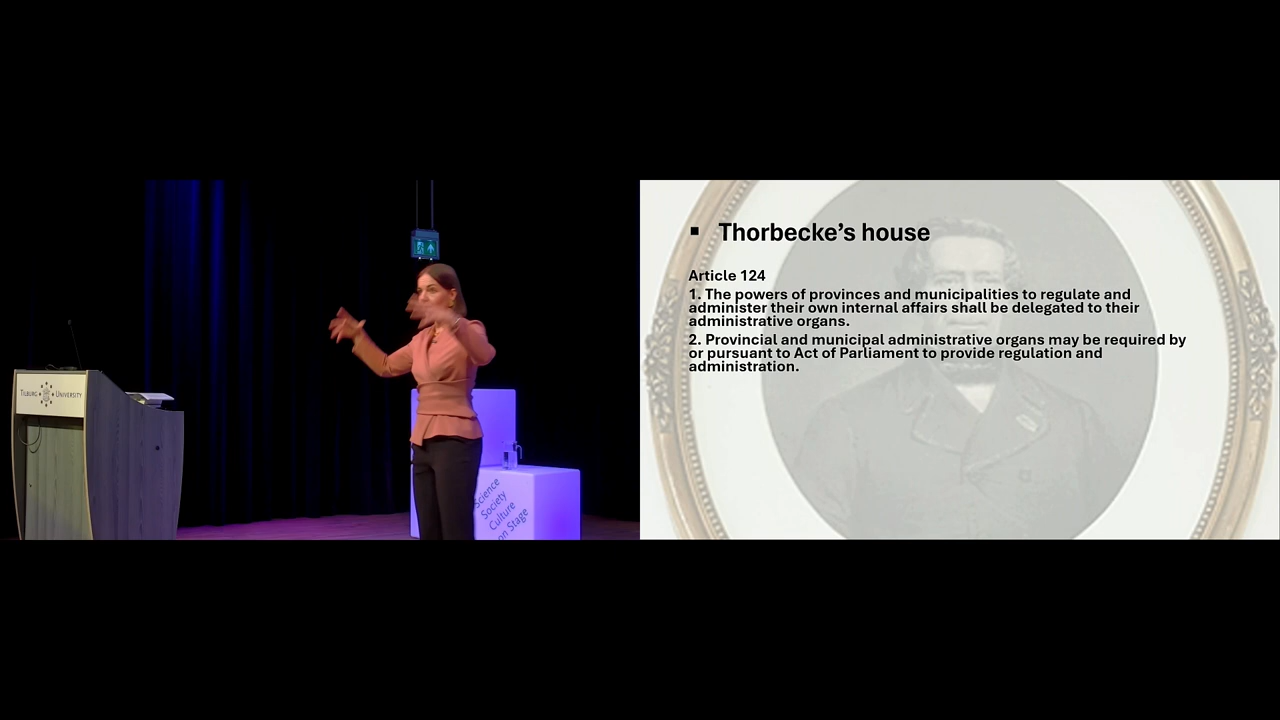 TILBURG UNIVERSITY
Science
Society
Culture
on Stage
▪ Thorbecke’s house
Article 124
1. The powers of provinces and municipalities to regulate and
administer their own internal affairs shall be delegated to their
administrative organs.
2. Provincial and municipal administrative organs may be required by
or pursuant to Act of Parliament to provide regulation and
administration.